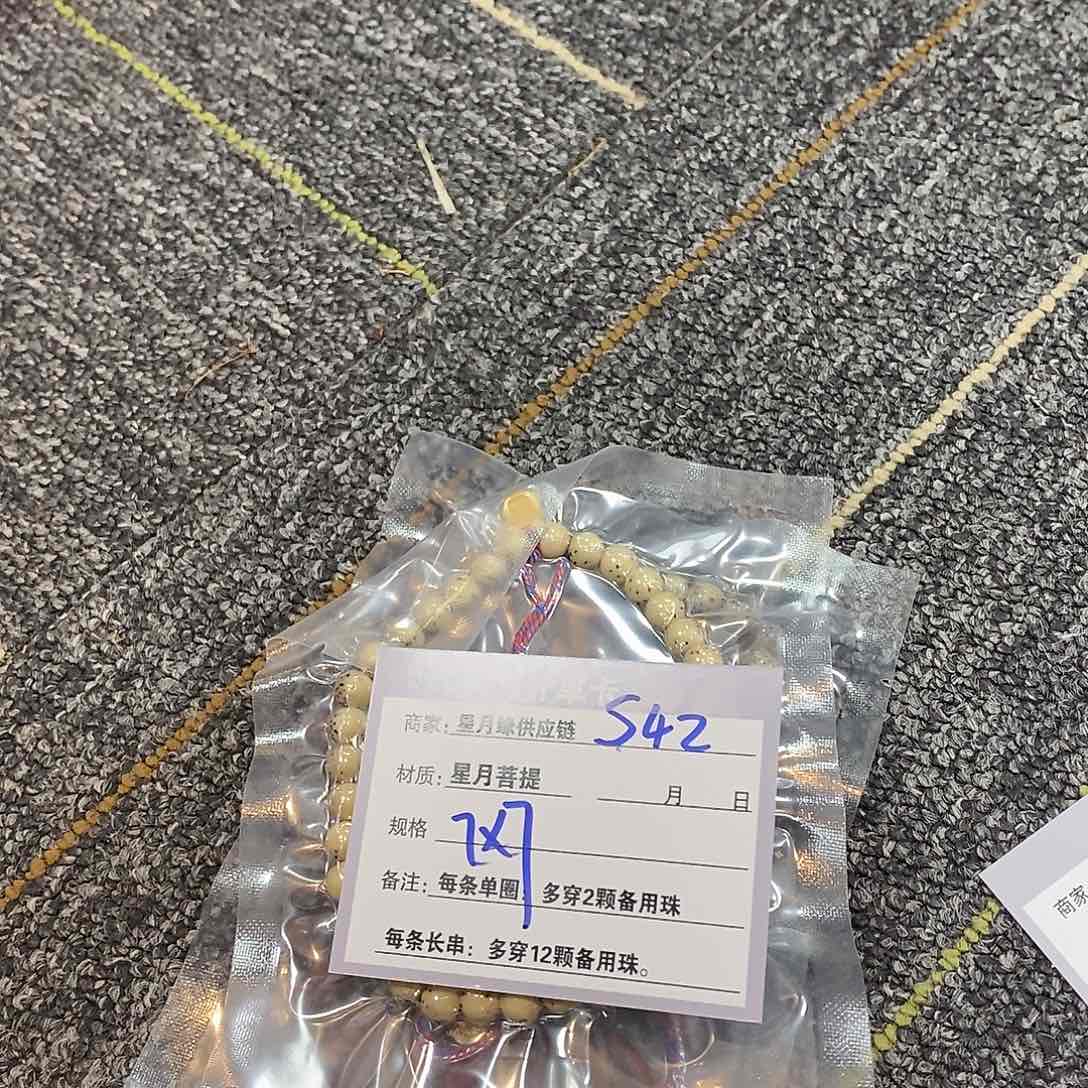 商家：星月缘供应链 S42
材质：星月菩提 月 日
规格 7X7
备注：每条单圈：多穿2颗备用珠
每条长串：多穿12颗备用珠。
商家